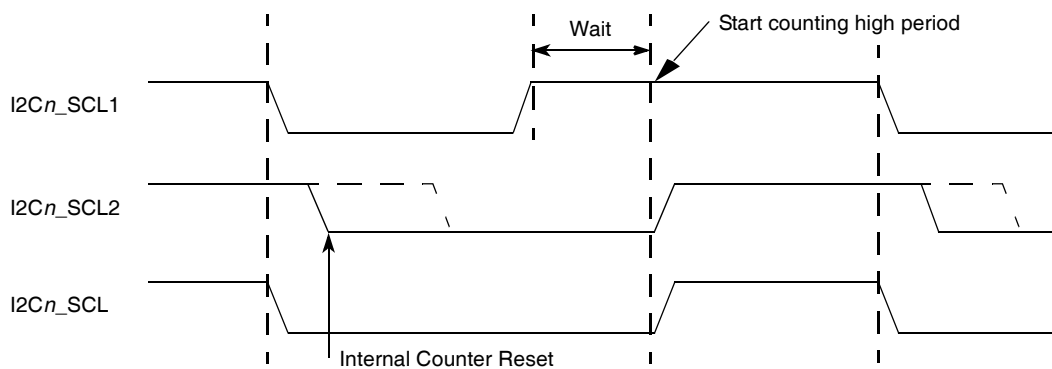 Wait
Start counting high period
I2Cn_SCL1
I2Cn_SCL2
I2Cn_SCL
Internal Counter Reset